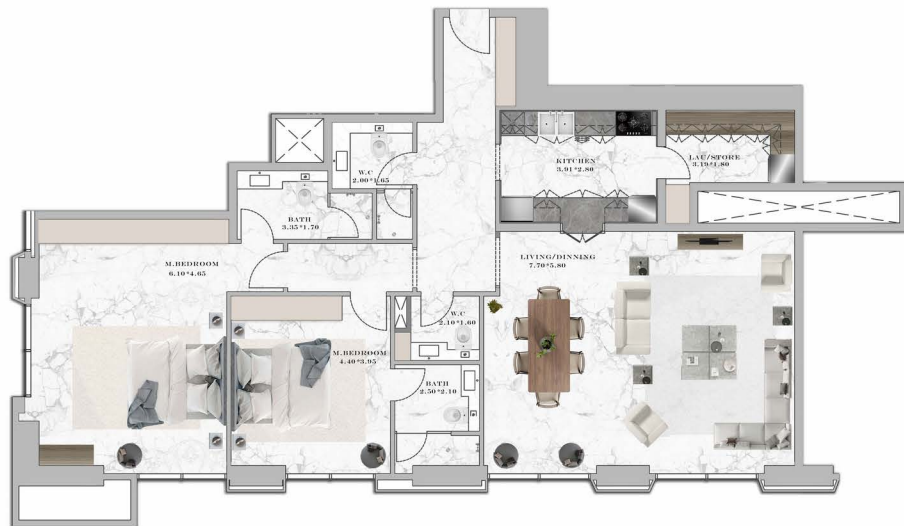 KITCHEN
3.91*2.80
LAU/STORE
3.19*1.80
W.C
2.00*1.65
BATH
3.35*1.70
M.BEDROOM
6.10*4.65
LIVING/DINNING
7.70*5.80
W.C
2.10*1.60
M.BEDROOM
4.40*3.95
BATH
2.50*2.10